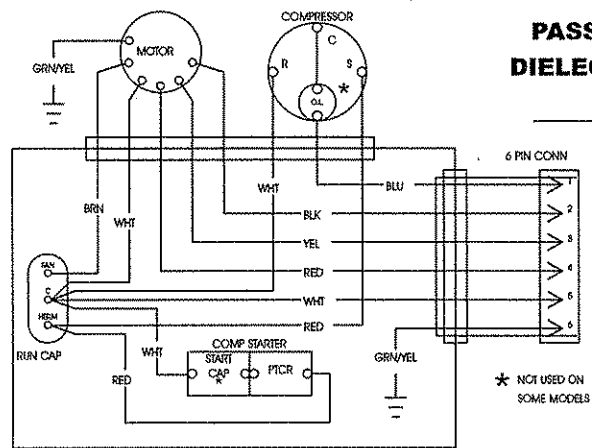 COMPRESSOR
PASS
DIELEC
MOTOR
C
R
S
O.L.
*
GRN/YEL
6 PIN CONN
WHT
BLU
1
BRN
WHT
BLK
2
YEL
3
FAN
RED
4
C
WHT
5
HERM
RED
6
RUN CAP
WHT
COMP STARTER
GRN/YEL
RED
START
CAP
*
PTCR
* NOT USED ON
SOME MODELS